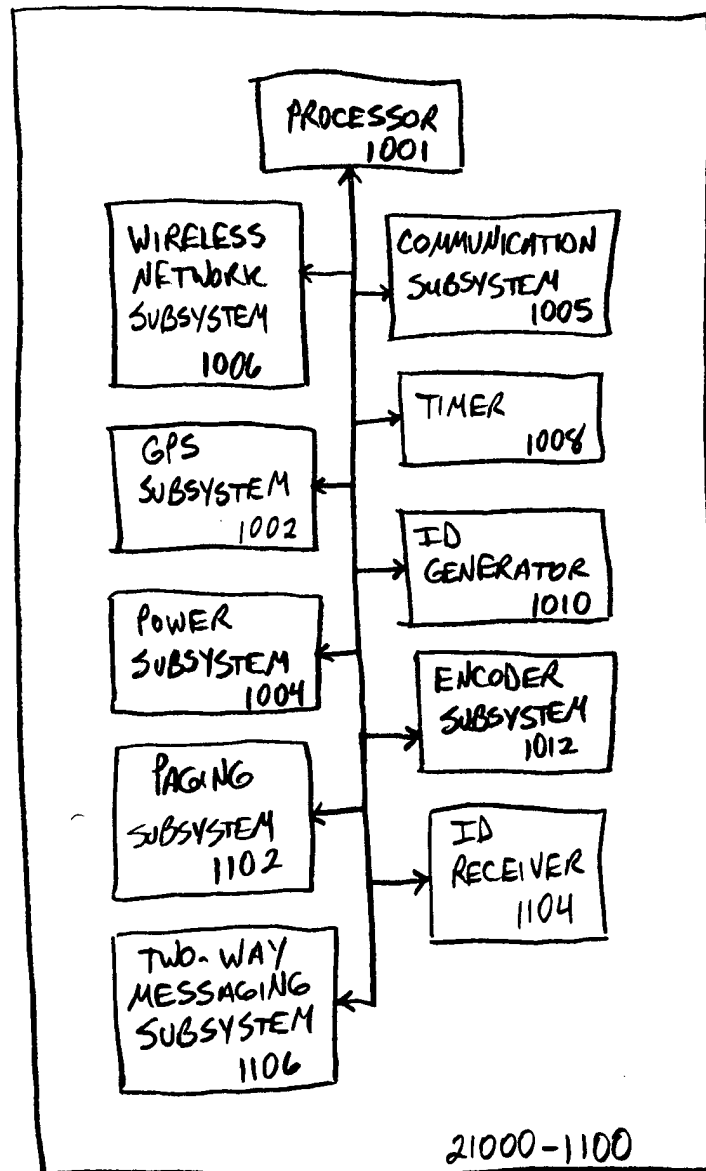 PROCESSOR
1001
WIRELESS
NETWORK
SUBSYSTEM
1006
COMMUNICATION
SUBSYSTEM
1005
TIMER
1008
GPS
SUBSYSTEM
1002
ID
GENERATOR
1010
POWER
SUBSYSTEM
1004
ENCODER
SUBSYSTEM
1012
PAGING
SUBSYSTEM
1102
ID
RECEIVER
1104
TWO-WAY
MESSAGING
SUBSYSTEM
1106
21000-1100